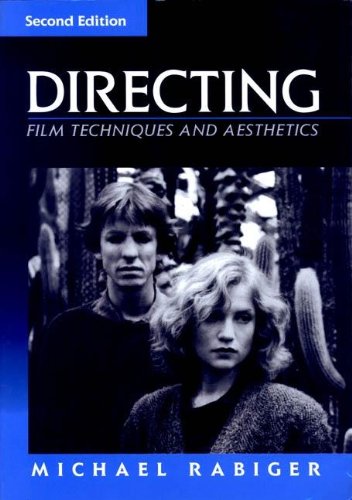 Second Edition
DIRECTING
FILM TECHNIQUES AND AESTHETICS
MICHAEL RABIGER